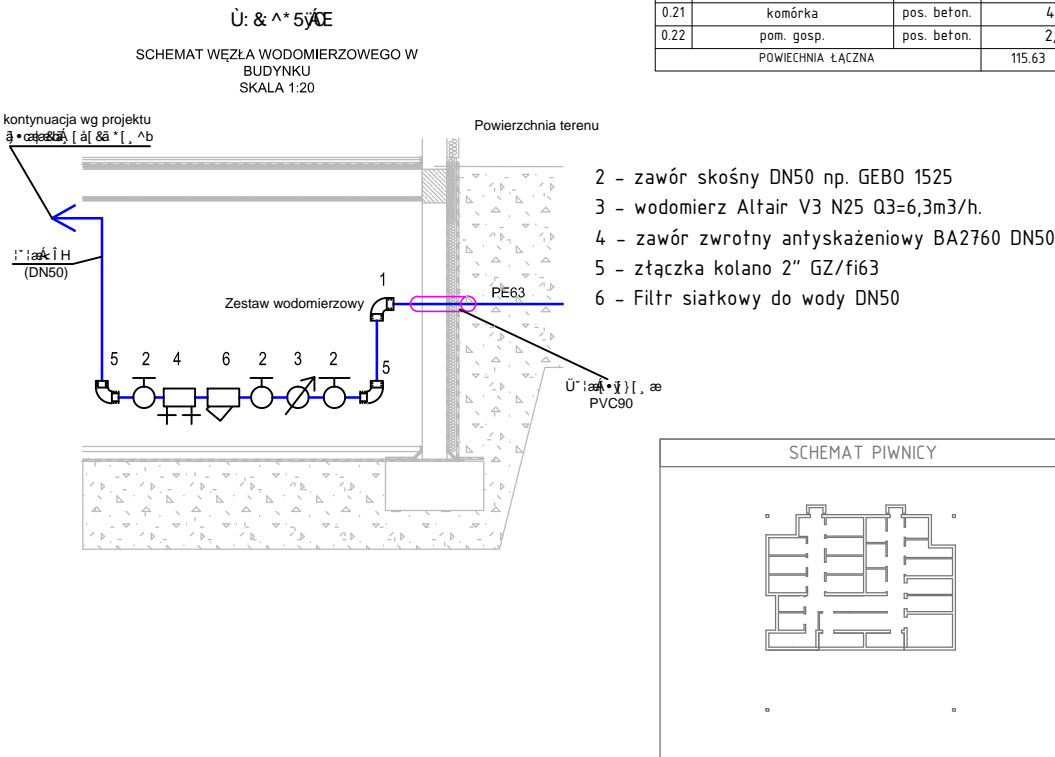 SCHEMAT WĘZŁA WODOMIERZOWEGO W
BUDYNKU
SKALA 1:20
0.21 komórka pos. beton. 4
0.22 pom. gosp. pos. beton. 2,
POWIECHNIA ŁĄCZNA 115.63
kontynuacja wg projektu
Powierzchnia terenu
2 - zawór skośny DN50 np. GEBO 1525
3 - wodomierz Altair V3 N25 Q3=6,3m3/h.
4 - zawór zwrotny antyskażeniowy BA2760 DN50
5 - złączka kolano 2" GZ/fi63
6 - Filtr siatkowy do wody DN50
(DN50)
1
Zestaw wodomierzowy
PE63
5 2 4 6 2 3 2 5
PVC90
SCHEMAT PIWNICY